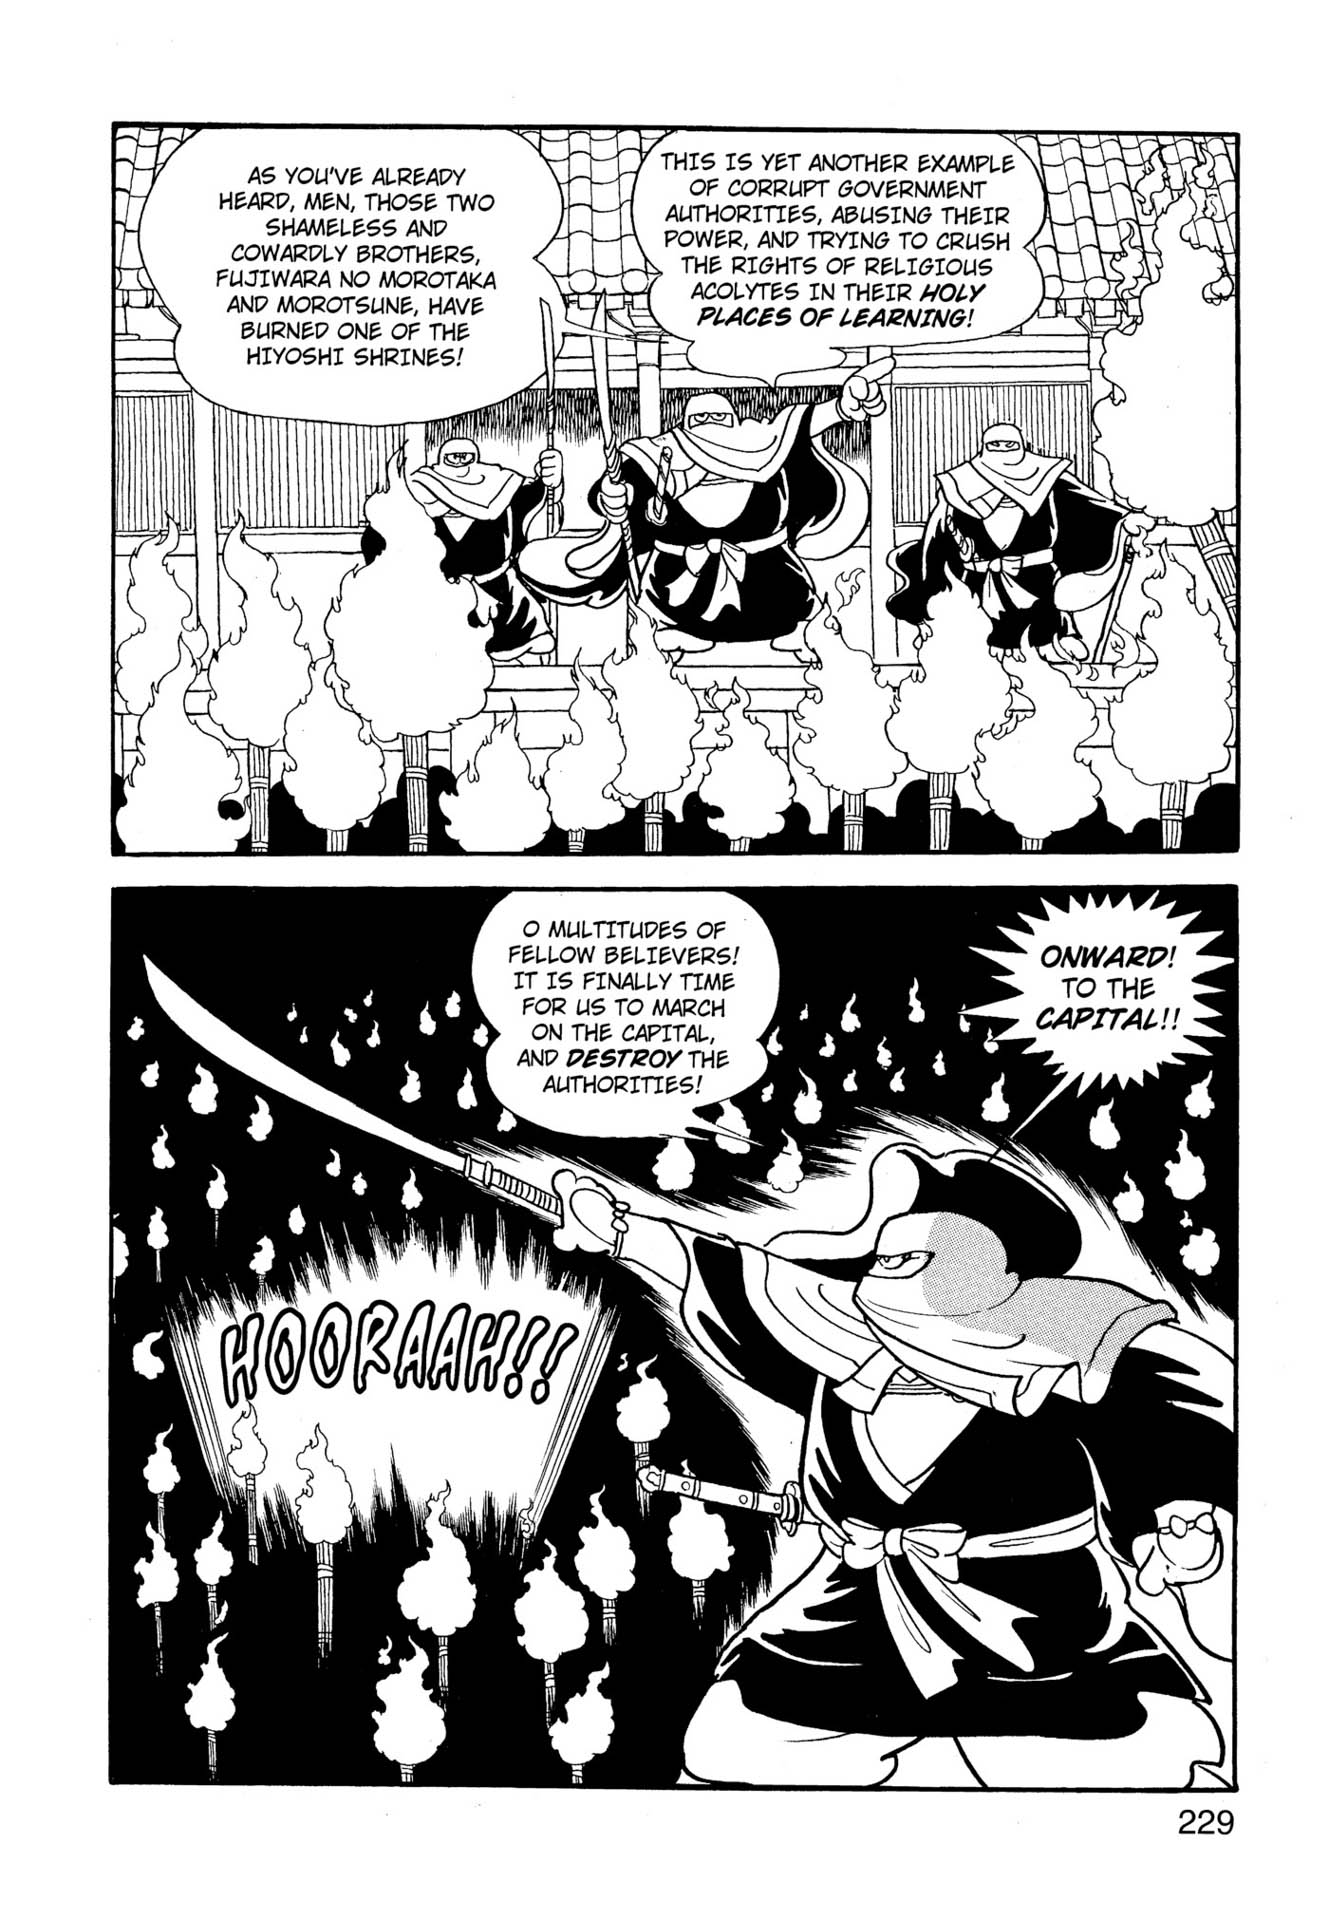 AS YOU'VE ALREADY
HEARD, MEN, THOSE TWO
SHAMELESS AND
COWARDLY BROTHERS,
FUJIWARA NO MOROTAKA
AND MOROTSUNE, HAVE
BURNED ONE OF THE
HIYOSHI SHRINES!
THIS IS YET ANOTHER EXAMPLE
OF CORRUPT GOVERNMENT
AUTHORITIES, ABUSING THEIR
POWER, AND TRYING TO CRUSH
THE RIGHTS OF RELIGIOUS
ACOLYTES IN THEIR HOLY
PLACES OF LEARNING!
O MULTITUDES OF
FELLOW BELIEVERS!
IT IS FINALLY TIME
FOR US TO MARCH
ON THE CAPITAL,
AND DESTROY THE
AUTHORITIES!
ONWARD!
TO THE
CAPITAL!!
HOORAAH!!
229